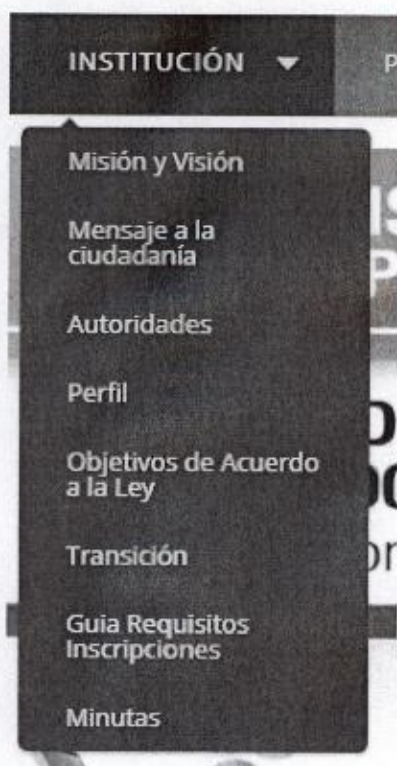 INSTITUCIÓN
Misión y Visión
Mensaje a la
ciudadanía
Autoridades
Perfil
Objetivos de Acuerdo
a la Ley
Transición
Guia Requisitos
Inscripciones
Minutas